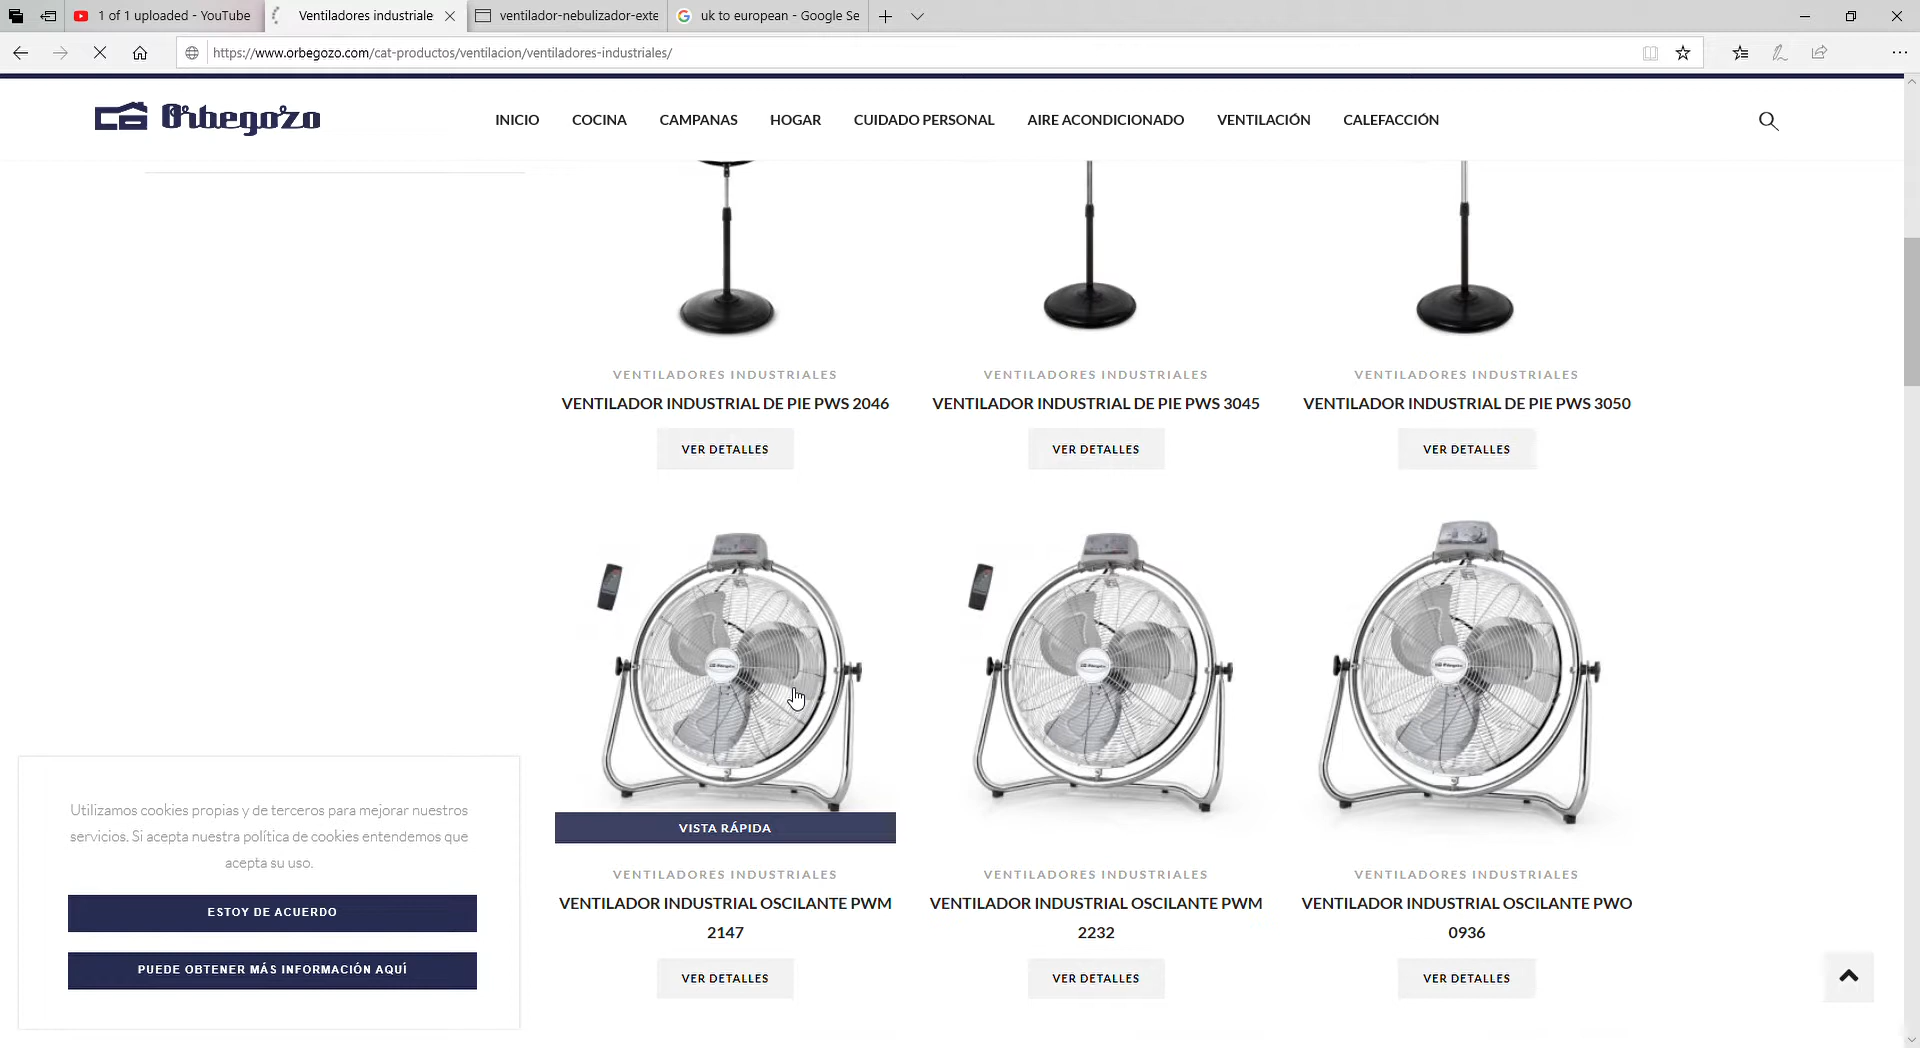 1 of 1 uploaded - YouTube
Ventiladores industriale
ventilador-nebulizador-exte
uk to european - Google Se
https://www.orbegozo.com/cat-productos/ventilacion/ventiladores-industriales/
Orbegozo
INICIO
COCINA
CAMPANAS
HOGAR
CUIDADO PERSONAL
AIRE ACONDICIONADO
VENTILACIÓN
CALEFACCIÓN
VENTILADORES INDUSTRIALES
VENTILADOR INDUSTRIAL DE PIE PWS 2046
VER DETALLES
VENTILADORES INDUSTRIALES
VENTILADOR INDUSTRIAL DE PIE PWS 3045
VER DETALLES
VENTILADORES INDUSTRIALES
VENTILADOR INDUSTRIAL DE PIE PWS 3050
VER DETALLES
VISTA RÁPIDA
VENTILADORES INDUSTRIALES
VENTILADOR INDUSTRIAL OSCILANTE PWM
2147
VER DETALLES
VENTILADORES INDUSTRIALES
VENTILADOR INDUSTRIAL OSCILANTE PWM
2232
VER DETALLES
VENTILADORES INDUSTRIALES
VENTILADOR INDUSTRIAL OSCILANTE PWO
0936
VER DETALLES
Utilizamos cookies propias y de terceros para mejorar nuestros
servicios. Si acepta nuestra política de cookies entendemos que
acepta su uso.
ESTOY DE ACUERDO
PUEDE OBTENER MÁS INFORMACIÓN AQUÍ